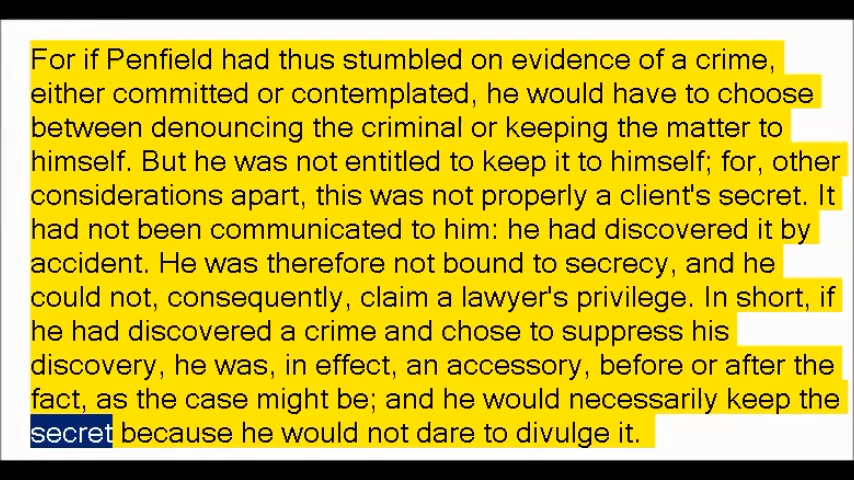 For if Penfield had thus stumbled on evidence of a crime,
either committed or contemplated, he would have to choose
between denouncing the criminal or keeping the matter to
himself. But he was not entitled to keep it to himself; for, other
considerations apart, this was not properly a client's secret. It
had not been communicated to him: he had discovered it by
accident. He was therefore not bound to secrecy, and he
could not, consequently, claim a lawyer's privilege. In short, if
he had discovered a crime and chose to suppress his
discovery, he was, in effect, an accessory, before or after the
fact, as the case might be; and he would necessarily keep the
secret because he would not dare to divulge it.